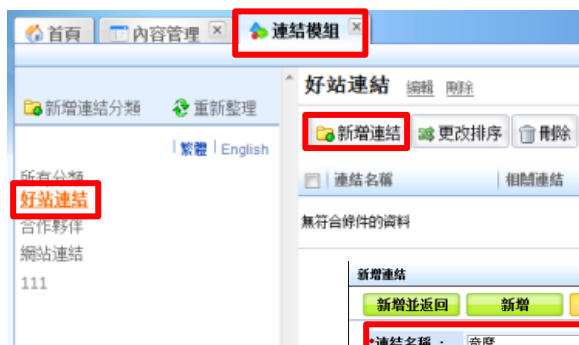 首頁 內容管理 連結模組
新增連結分類 重新整理
繁體 English
所有分類
好站連結
合作夥伴
網站連結
111
好站連結 編輯 刪除
新增連結 更改排序 刪除
連結名稱 相關連結
無符合條件的資料
新增連結
新增並返回 新增
*連結名稱 : 奇摩